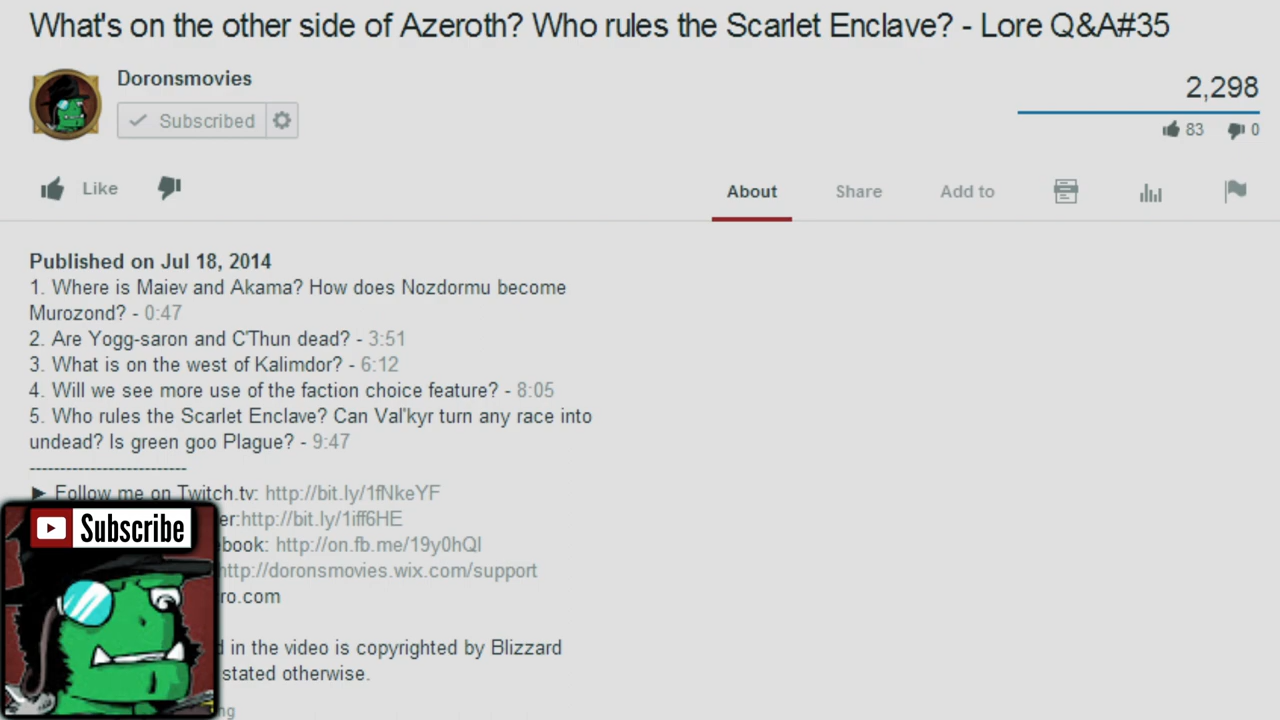 What's on the other side of Azeroth? Who rules the Scarlet Enclave? - Lore Q&A#35
Doronsmovies
Subscribed
2,298
83 0
Like
About Share Add to
Published on Jul 18, 2014
1. Where is Maiev and Akama? How does Nozdormu become
Murozond? - 0:47
2. Are Yogg-saron and C'Thun dead? - 3:51
3. What is on the west of Kalimdor? - 6:12
4. Will we see more use of the faction choice feature? - 8:05
5. Who rules the Scarlet Enclave? Can Val'kyr turn any race into
undead? Is green goo Plague? - 9:47
--------------------------
► Follow me on Twitch.tv: http://bit.ly/1fNkeYF
er:http://bit.ly/1iff6HE
ebook: http://on.fb.me/19y0hQI
http://doronsmovies.wix.com/support
ro.com
d in the video is copyrighted by Blizzard
stated otherwise.
Subscribe